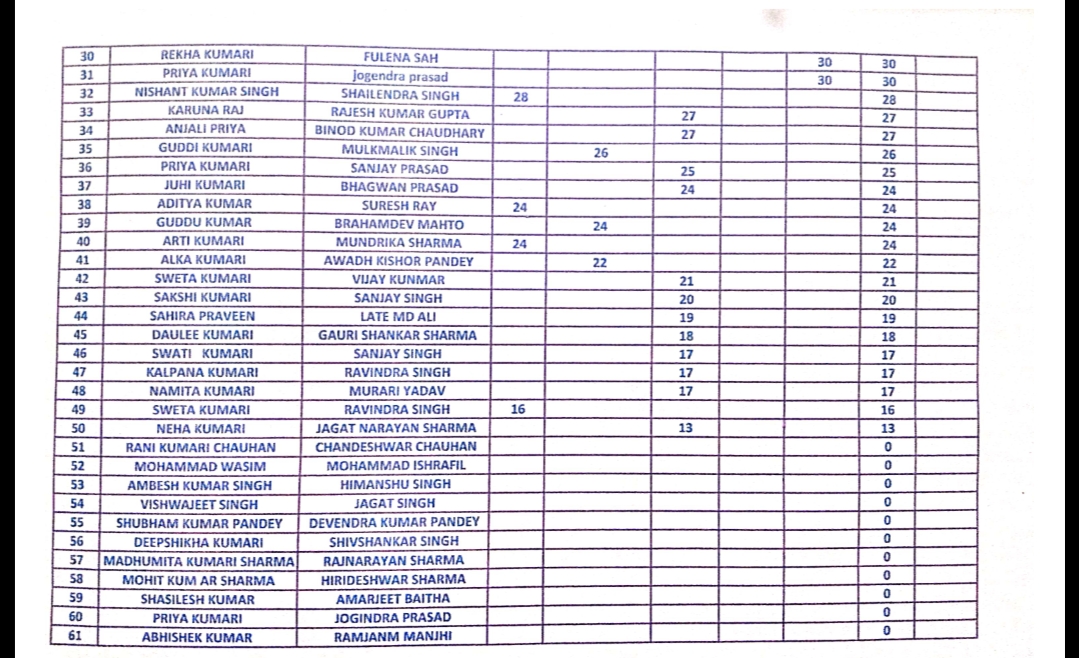 30 REKHA KUMARI FULENA SAH 30 30
31 PRIYA KUMARI Jogendra prasad 30 30
32 NISHANT KUMAR SINGH SHAILENDRA SINGH 28 28
33 KARUNA RAJ RAJESH KUMAR GUPTA 27 27
34 ANJALI PRIYA BINOD KUMAR CHAUDHARY 27 27
35 GUDDI KUMARI MULKMALIK SINGH 26 26
36 PRIYA KUMARI SANJAY PRASAD 25 25
37 JUHI KUMARI BHAGWAN PRASAD 24 24
38 ADITYA KUMAR SURESH RAY 24 24
39 GUDDU KUMAR BRAHAMDEV MAHTO 24 24
40 ARTI KUMARI MUNDRIKA SHARMA 24 24
41 ALKA KUMARI AWADH KISHOR PANDEY 22 22
42 SWETA KUMARI VIJAY KUNMAR 21 21
43 SAKSHI KUMARI SANJAY SINGH 20 20
44 SAHIRA PRAVEEN LATE MD ALI 19 19
45 DAULEE KUMARI GAURI SHANKAR SHARMA 18 18
46 SWATI KUMARI SANJAY SINGH 17 17
47 KALPANA KUMARI RAVINDRA SINGH 17 17
48 NAMITA KUMARI MURARI YADAV 17 17
49 SWETA KUMARI RAVINDRA SINGH 16 16
50 NEHA KUMARI JAGAT NARAYAN SHARMA 13 13
51 RANI KUMARI CHAUHAN CHANDESHWAR CHAUHAN 0
52 MOHAMMAD WASIM MOHAMMAD ISHRAFIL 0
53 AMBESH KUMAR SINGH HIMANSHU SINGH 0
54 VISHWAJEET SINGH JAGAT SINGH 0
55 SHUBHAM KUMAR PANDEY DEVENDRA KUMAR PANDEY 0
56 DEEPSHIKHA KUMARI SHIVSHANKAR SINGH 0
57 MADHUMITA KUMARI SHARMA RAJNARAYAN SHARMA 0
58 MOHIT KUM AR SHARMA HIRIDESHWAR SHARMA 0
59 SHASILESH KUMAR AMARJEET BAITHA 0
60 PRIYA KUMARI JOGINDRA PRASAD 0
61 ABHISHEK KUMAR RAMJANM MANJHI 0